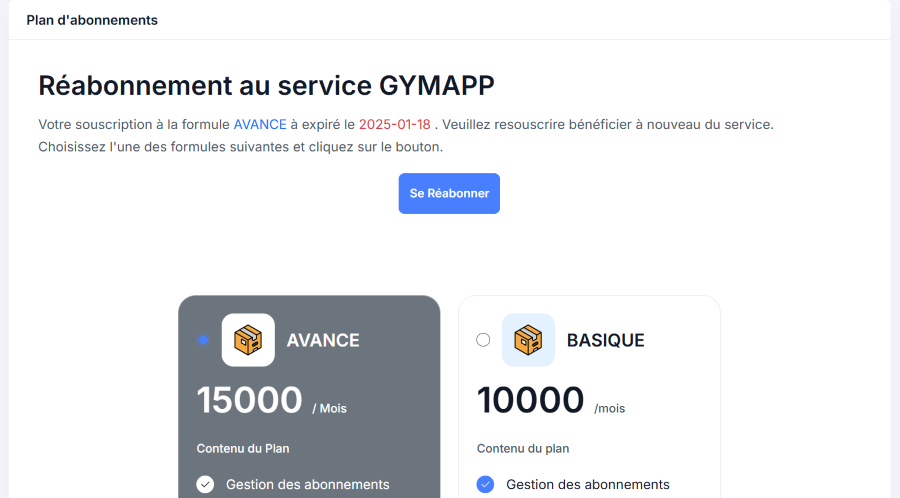 Plan d'abonnements
Réabonnement au service GYMAPP
Votre souscription à la formule AVANCE à expiré le 2025-01-18 . Veuillez resouscrire bénéficier à nouveau du service.
Choisissez l'une des formules suivantes et cliquez sur le bouton.
Se Réabonner
AVANCE
15000 / Mois
Contenu du Plan
Gestion des abonnements
BASIQUE
10000 /mois
Contenu du plan
Gestion des abonnements